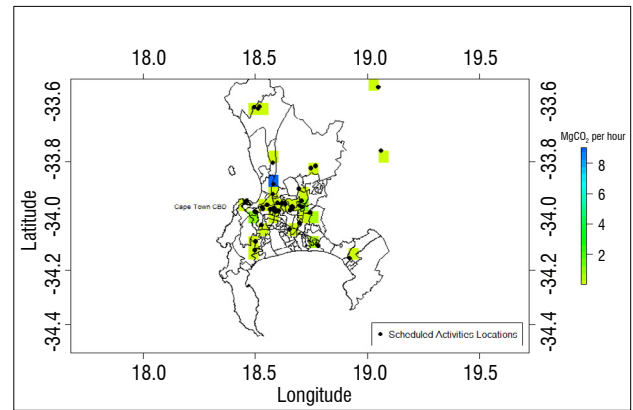 18.0 18.5 19.0 19.5
-33.6 -33.6
MgCO₂ per hour
-33.8 -33.8
8
6
Cape Town CBD
-34.0 -34.0
4
Latitude
2
-34.2 -34.2
-34.4 -34.4
Scheduled Activities Locations
18.0 18.5 19.0 19.5
Longitude